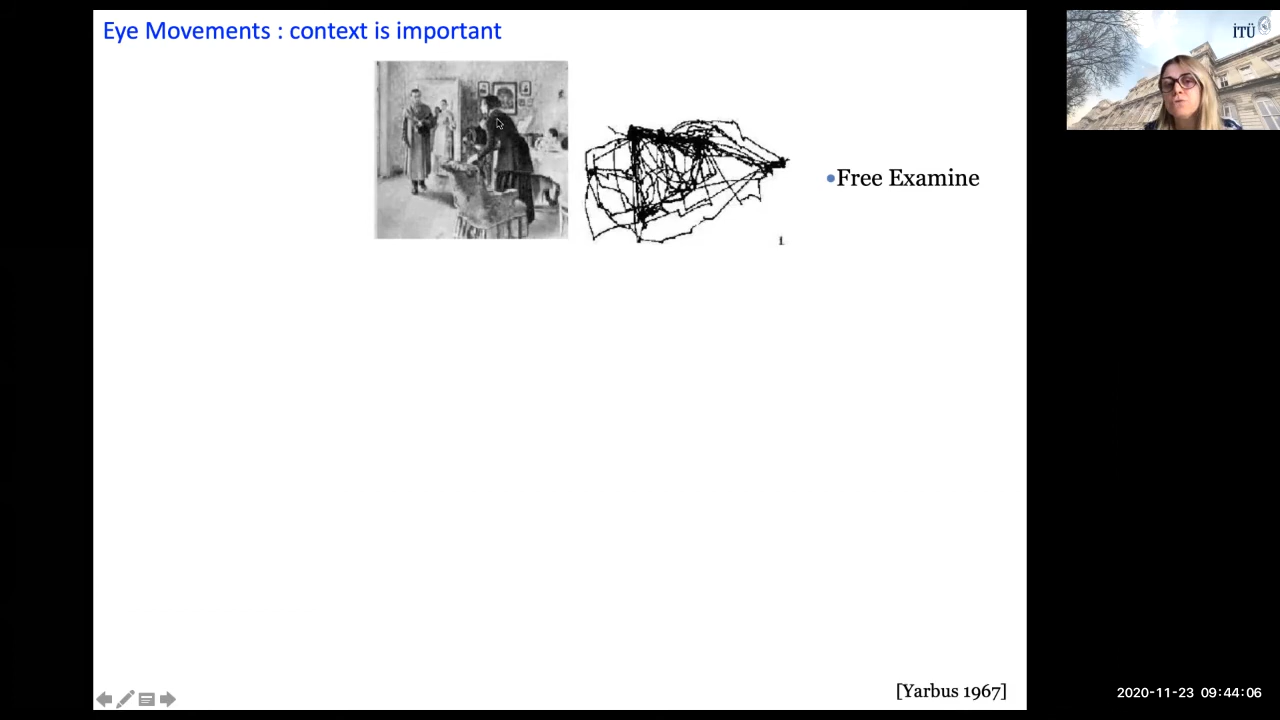 Eye Movements : context is important
İTÜ
•Free Examine
1
[Yarbus 1967]
2020-11-23 09:44:06